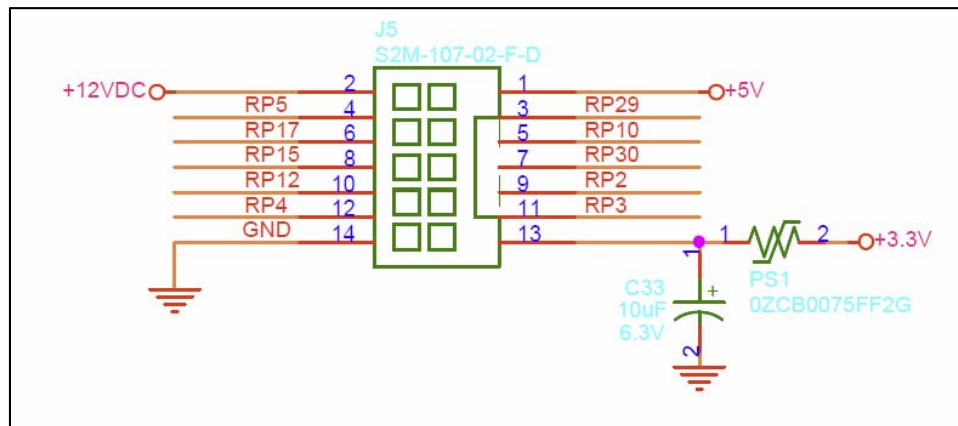 J5
S2M-107-02-F-D
+12VDC 2 1 +5V
RP5 4 3 RP29
RP17 6 5 RP10
RP15 8 7 RP30
RP12 10 9 RP2
RP4 12 11 RP3
GND 14 13 1 2 +3.3V
1
PS1
0ZCB0075FF2G
C33 +
10uF
6.3V
2